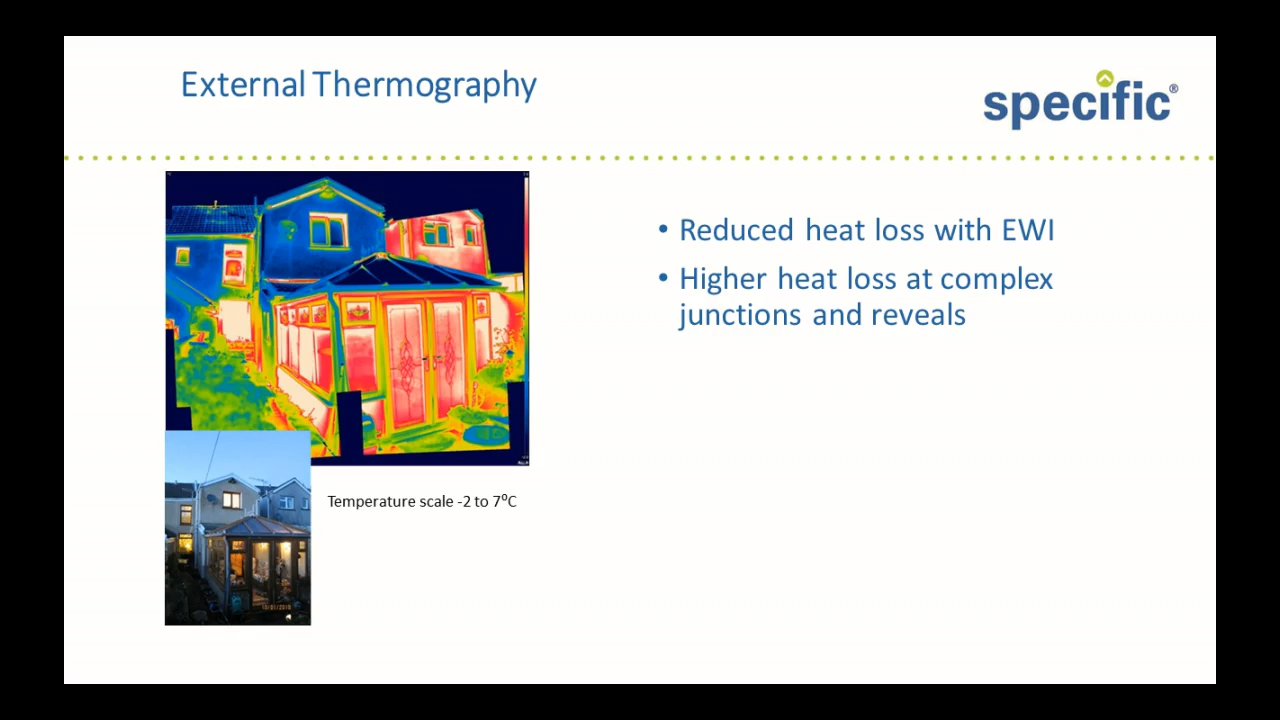 External Thermography
specific®
• Reduced heat loss with EWI
• Higher heat loss at complex
junctions and reveals
Temperature scale -2 to 7⁰C